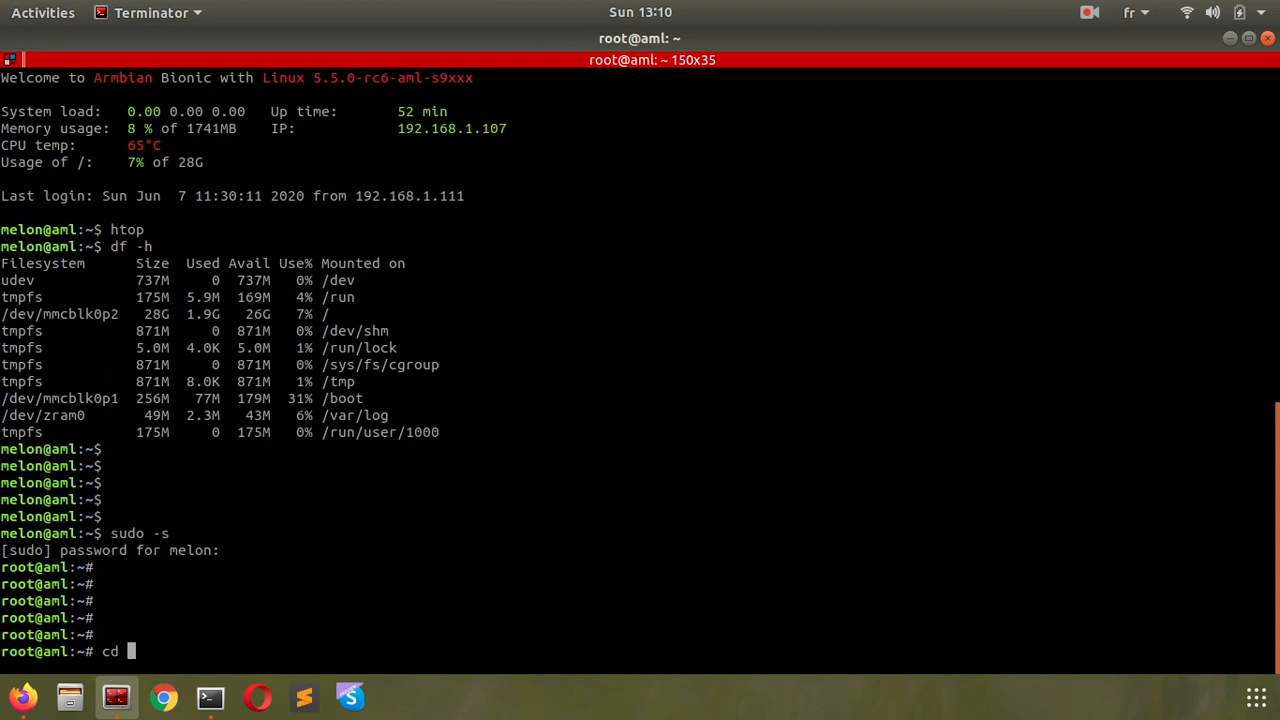 Activities Terminator Sun 13:10 fr
root@aml: ~
root@aml: ~ 150x35
Welcome to Armbian Bionic with Linux 5.5.0-rc6-aml-s9xxx
System load: 0.00 0.00 0.00 Up time: 52 min
Memory usage: 8 % of 1741MB IP: 192.168.1.107
CPU temp: 65°C
Usage of /: 7% of 28G
Last login: Sun Jun 7 11:30:11 2020 from 192.168.1.111
melon@aml:~$ htop
melon@aml:~$ df -h
Filesystem Size Used Avail Use% Mounted on
udev 737M 0 737M 0% /dev
tmpfs 175M 5.9M 169M 4% /run
/dev/mmcblk0p2 28G 1.9G 26G 7% /
tmpfs 871M 0 871M 0% /dev/shm
tmpfs 5.0M 4.0K 5.0M 1% /run/lock
tmpfs 871M 0 871M 0% /sys/fs/cgroup
tmpfs 871M 8.0K 871M 1% /tmp
/dev/mmcblk0p1 256M 77M 179M 31% /boot
/dev/zram0 49M 2.3M 43M 6% /var/log
tmpfs 175M 0 175M 0% /run/user/1000
melon@aml:~$
melon@aml:~$
melon@aml:~$
melon@aml:~$
melon@aml:~$
melon@aml:~$ sudo -s
[sudo] password for melon:
root@aml:~#
root@aml:~#
root@aml:~#
root@aml:~#
root@aml:~#
root@aml:~# cd